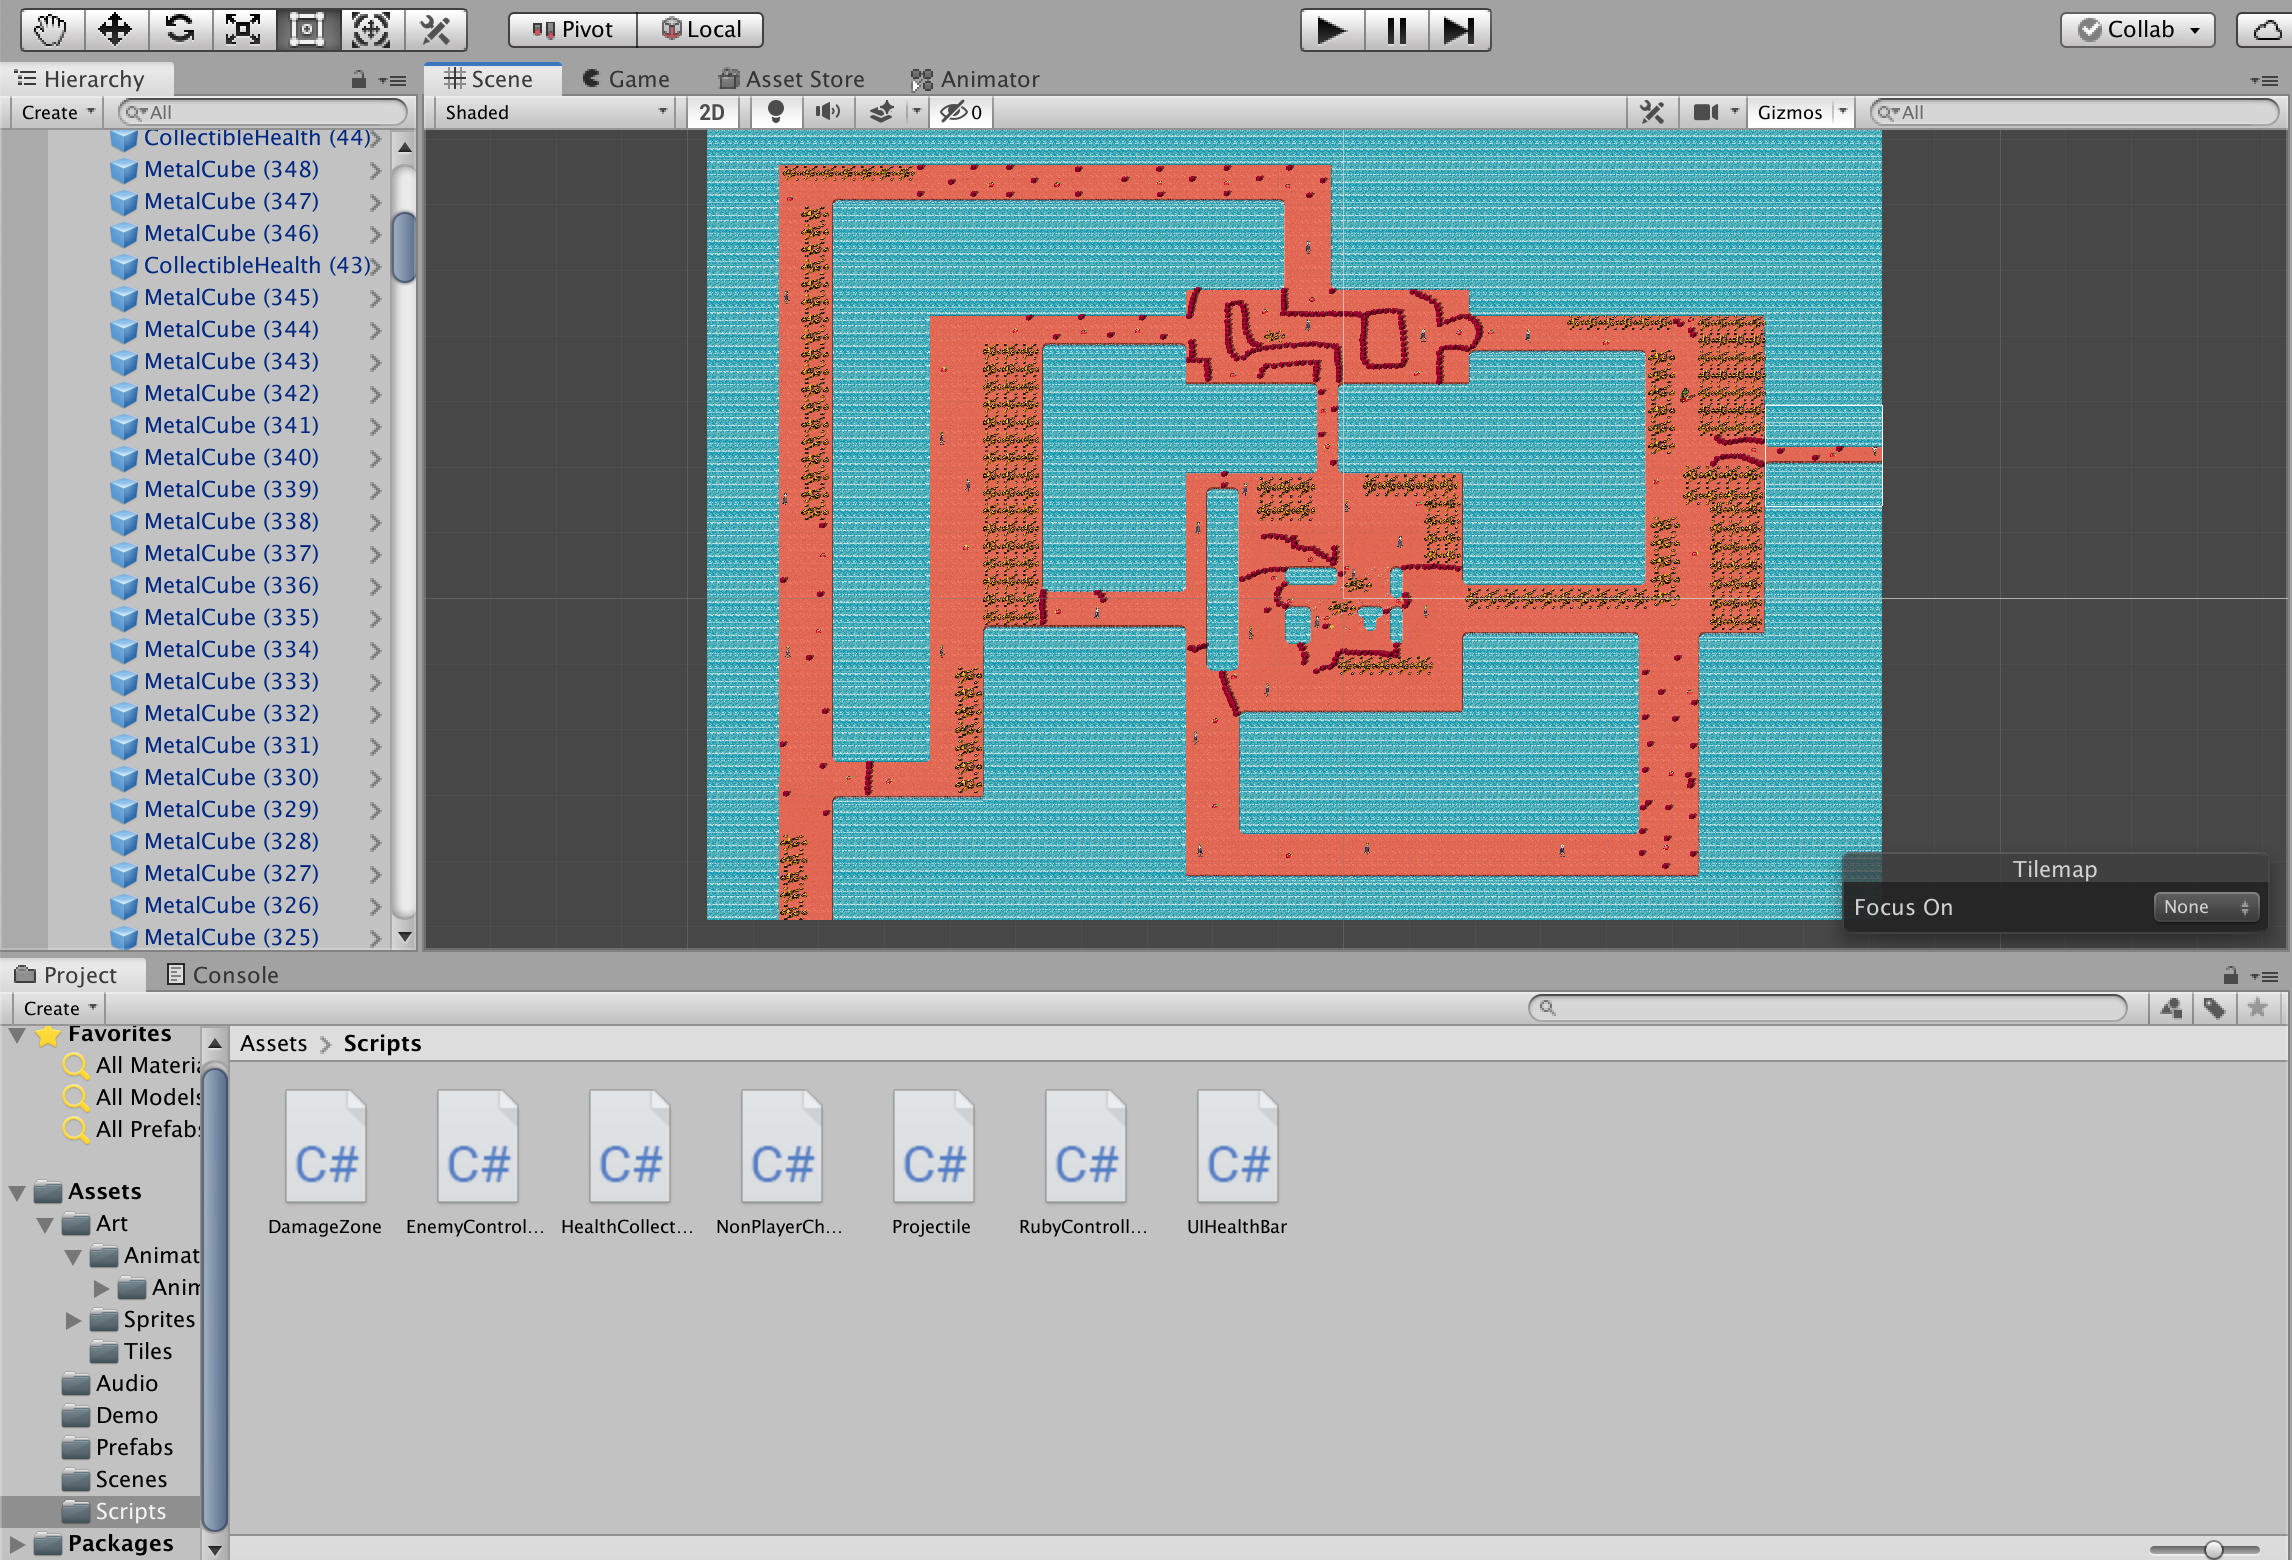 Pivot Local Collab
Hierarchy Scene Game Asset Store Animator
Create All Shaded 2D 0 Gizmos All
CollectibleHealth (44)
MetalCube (348)
MetalCube (347)
MetalCube (346)
CollectibleHealth (43)
MetalCube (345)
MetalCube (344)
MetalCube (343)
MetalCube (342)
MetalCube (341)
MetalCube (340)
MetalCube (339)
MetalCube (338)
MetalCube (337)
MetalCube (336)
MetalCube (335)
MetalCube (334)
MetalCube (333)
MetalCube (332)
MetalCube (331)
MetalCube (330)
MetalCube (329)
MetalCube (328)
MetalCube (327)
MetalCube (326)
MetalCube (325)
Tilemap
Focus On None
Project Console
Create
Favorites
All Materia
All Models
All Prefabs
Assets
Art
Animat
Anim
Sprites
Tiles
Audio
Demo
Prefabs
Scenes
Scripts
Packages
Assets > Scripts
C# C# C# C# C# C# C#
DamageZone EnemyControl... HealthCollect... NonPlayerCh... Projectile RubyControll... UIHealthBar